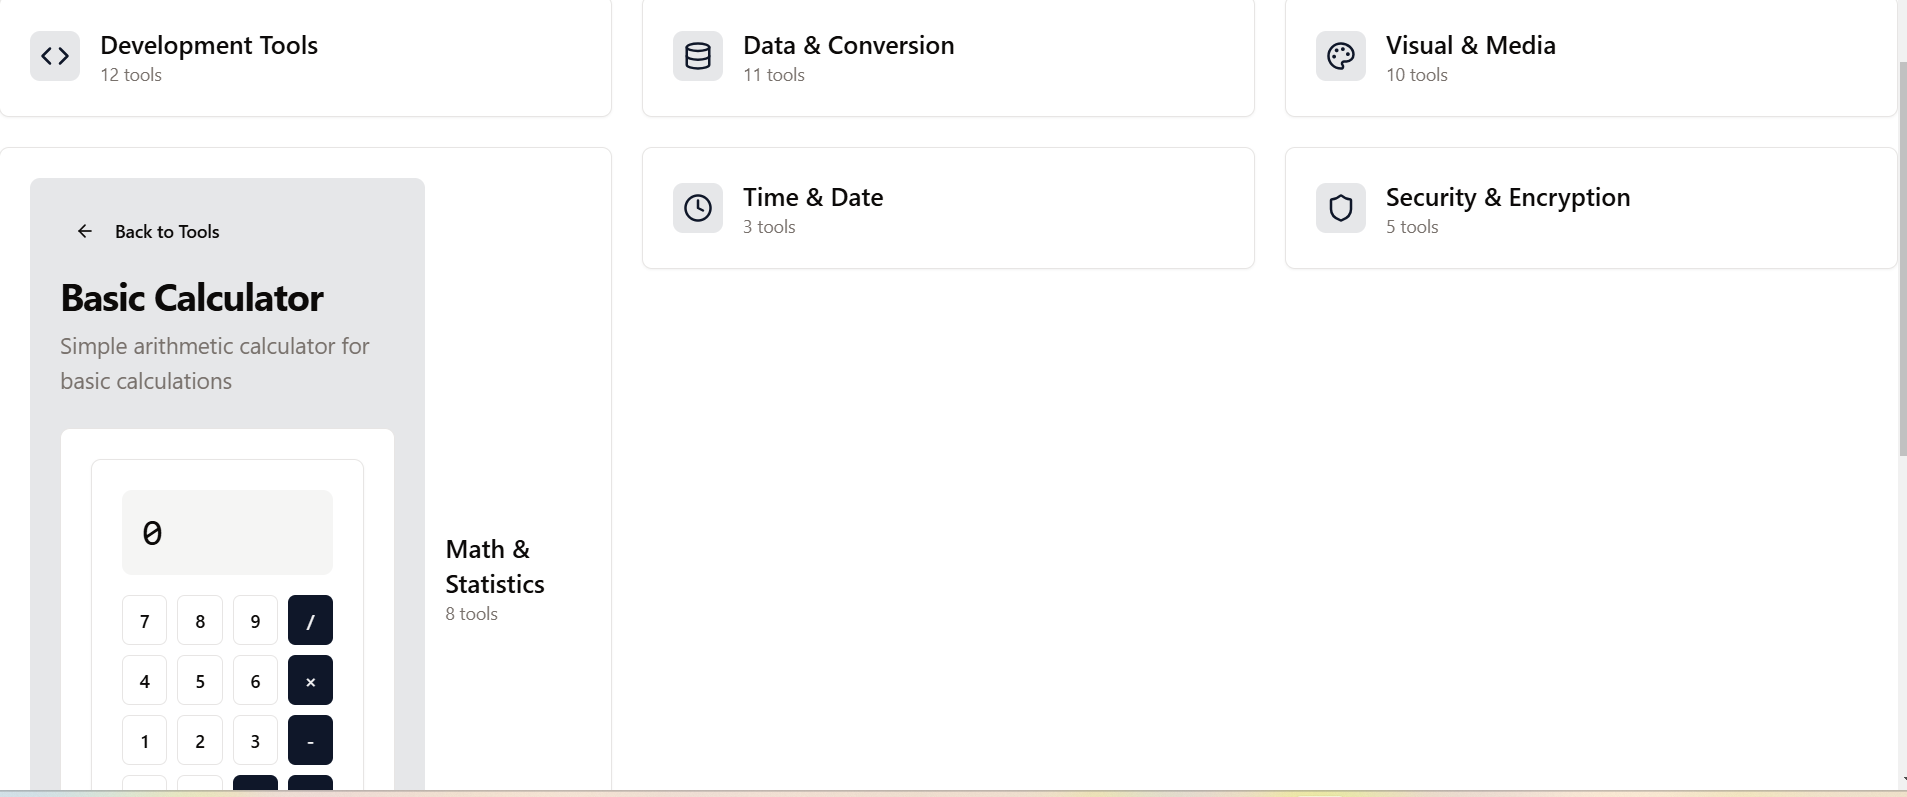 Development Tools
12 tools
Data & Conversion
11 tools
Visual & Media
10 tools
Back to Tools
Basic Calculator
Simple arithmetic calculator for
basic calculations
0
7 8 9 /
4 5 6 ×
1 2 3 -
Math &
Statistics
8 tools
Time & Date
3 tools
Security & Encryption
5 tools